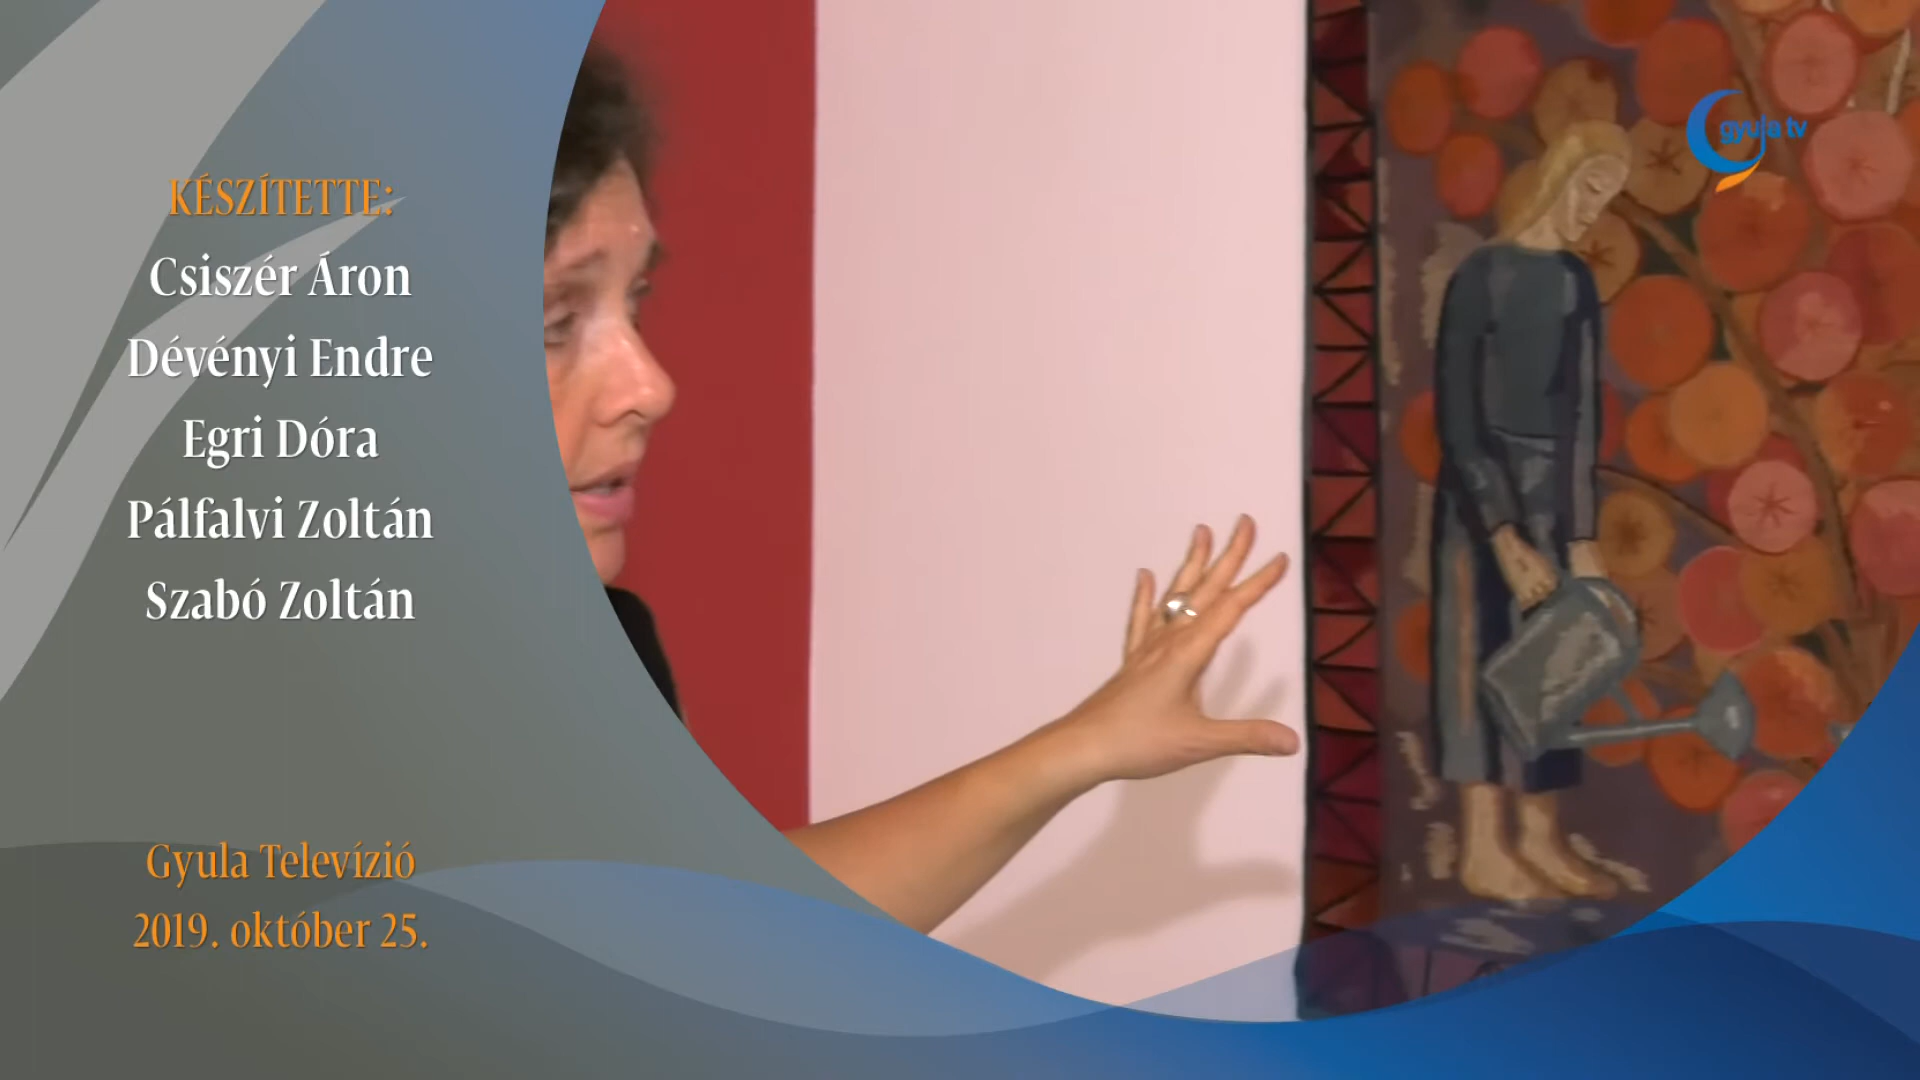 KÉSZÍTETTE:
Csiszér Áron
Dévényi Endre
Egri Dóra
Pálfalvi Zoltán
Szabó Zoltán
Gyula Televízió
2019. október 25.
gyula tv